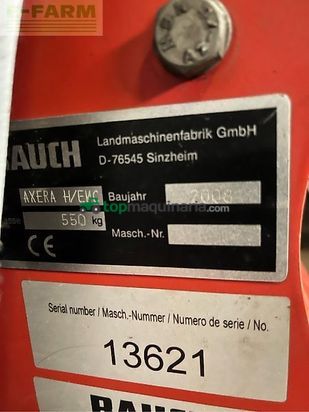 FARM
RAUCH
Landmaschinenfabrik GmbH
D-76545 Sinzheim
AXERA H/EMC
Baujahr
2008
topmaquinaria.com
550 kg
Masch.-Nr.
CE
Serial number / Masch.-Nummer / Numero de serie / No.
13621
RAUCH